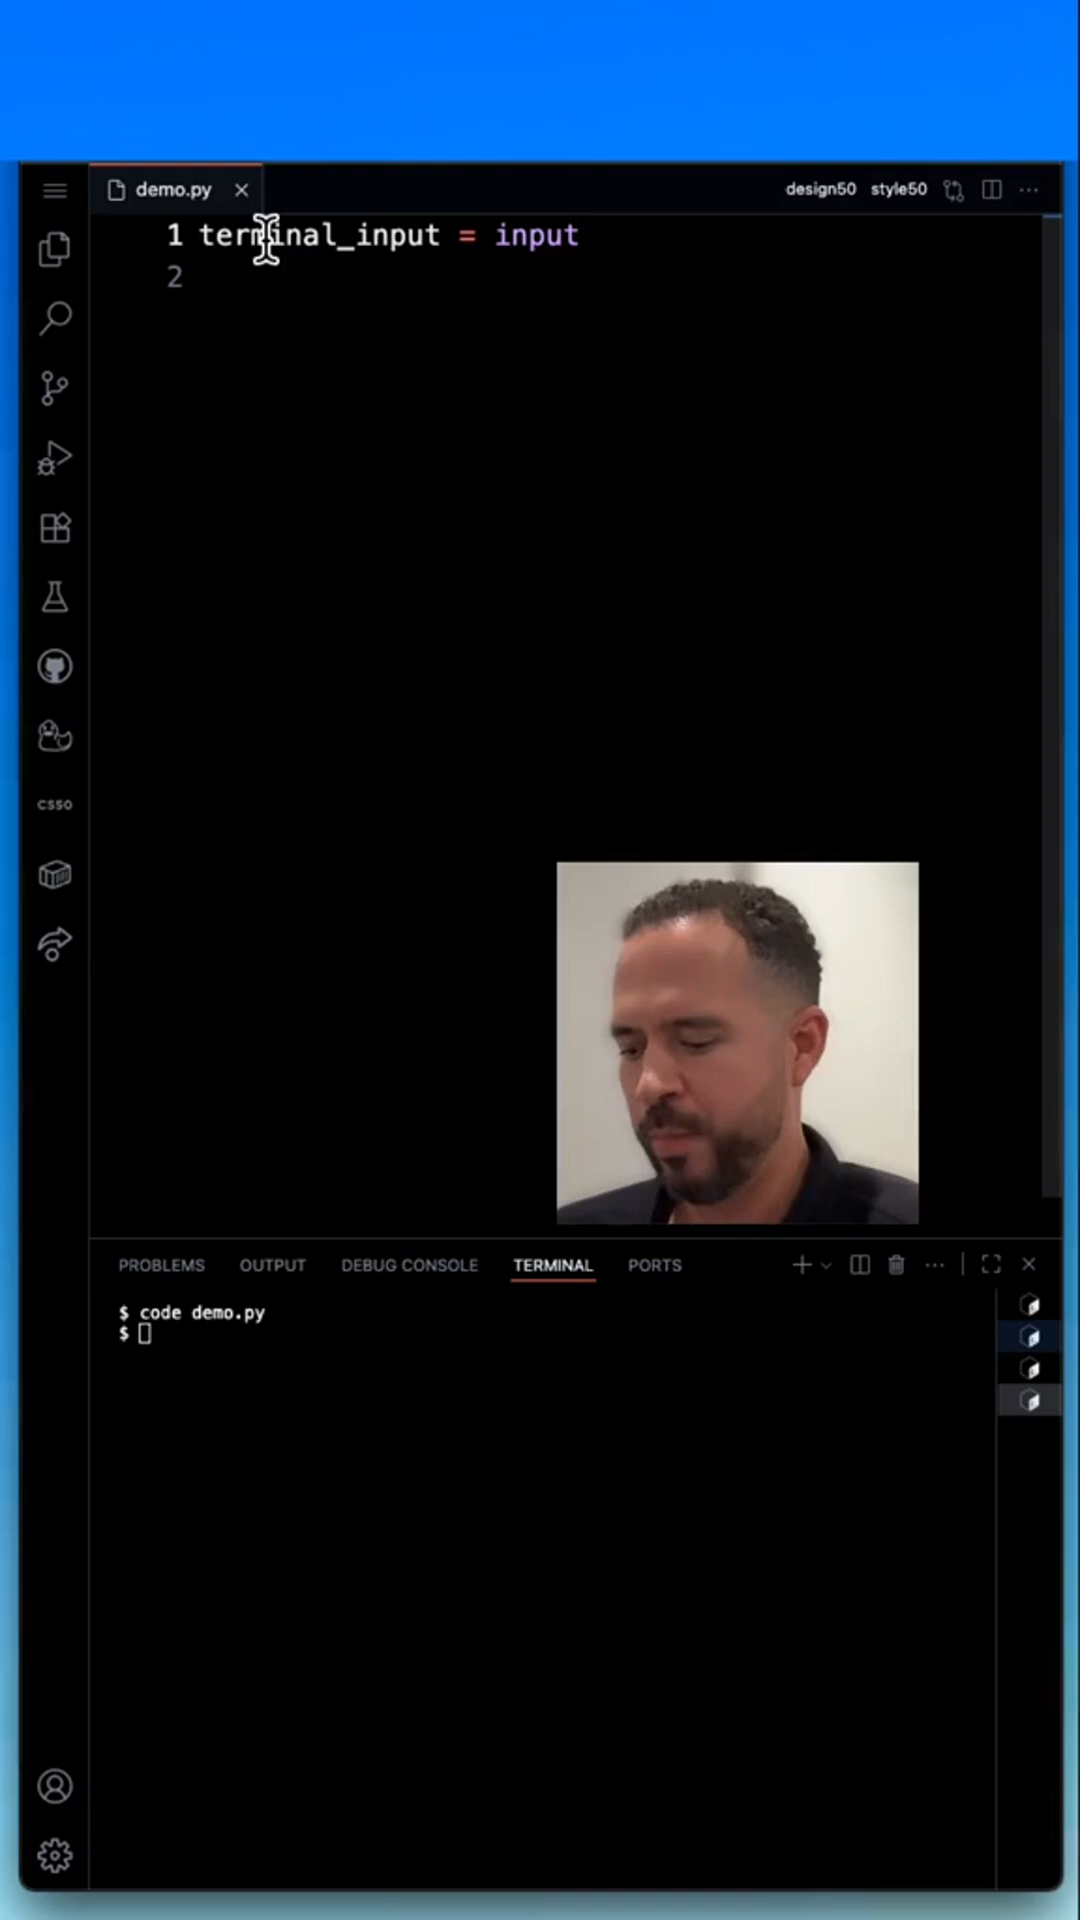 demo.py
design50 style50
1 terminal_input = input
2
CS50
PROBLEMS OUTPUT DEBUG CONSOLE TERMINAL PORTS
$ code demo.py
$